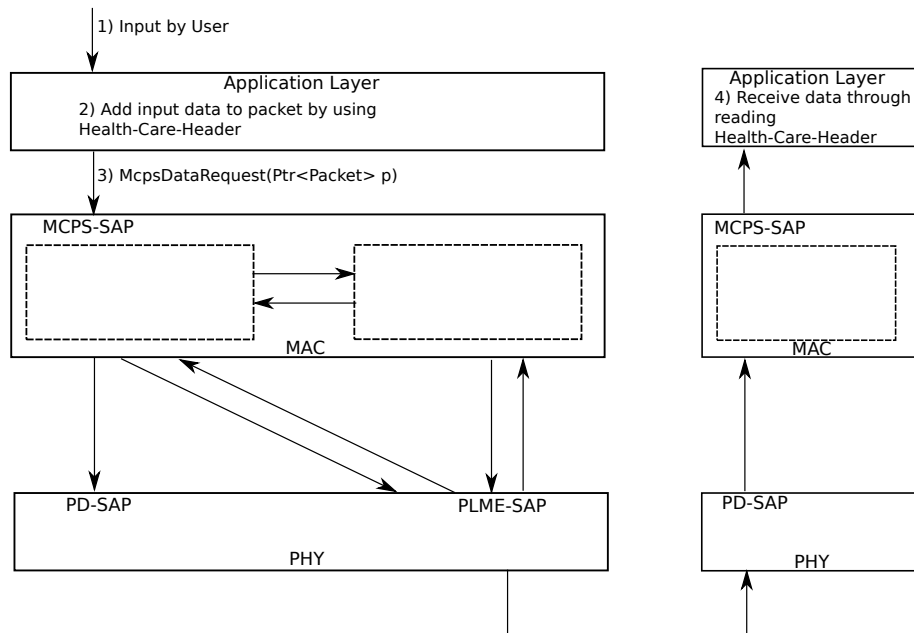 1) Input by User
Application Layer
2) Add input data to packet by using
Health-Care-Header
3) McpsDataRequest(Ptr<Packet> p)
MCPS-SAP
MAC
PD-SAP
PLME-SAP
PHY
Application Layer
4) Receive data through
reading
Health-Care-Header
MCPS-SAP
MAC
PD-SAP
PHY